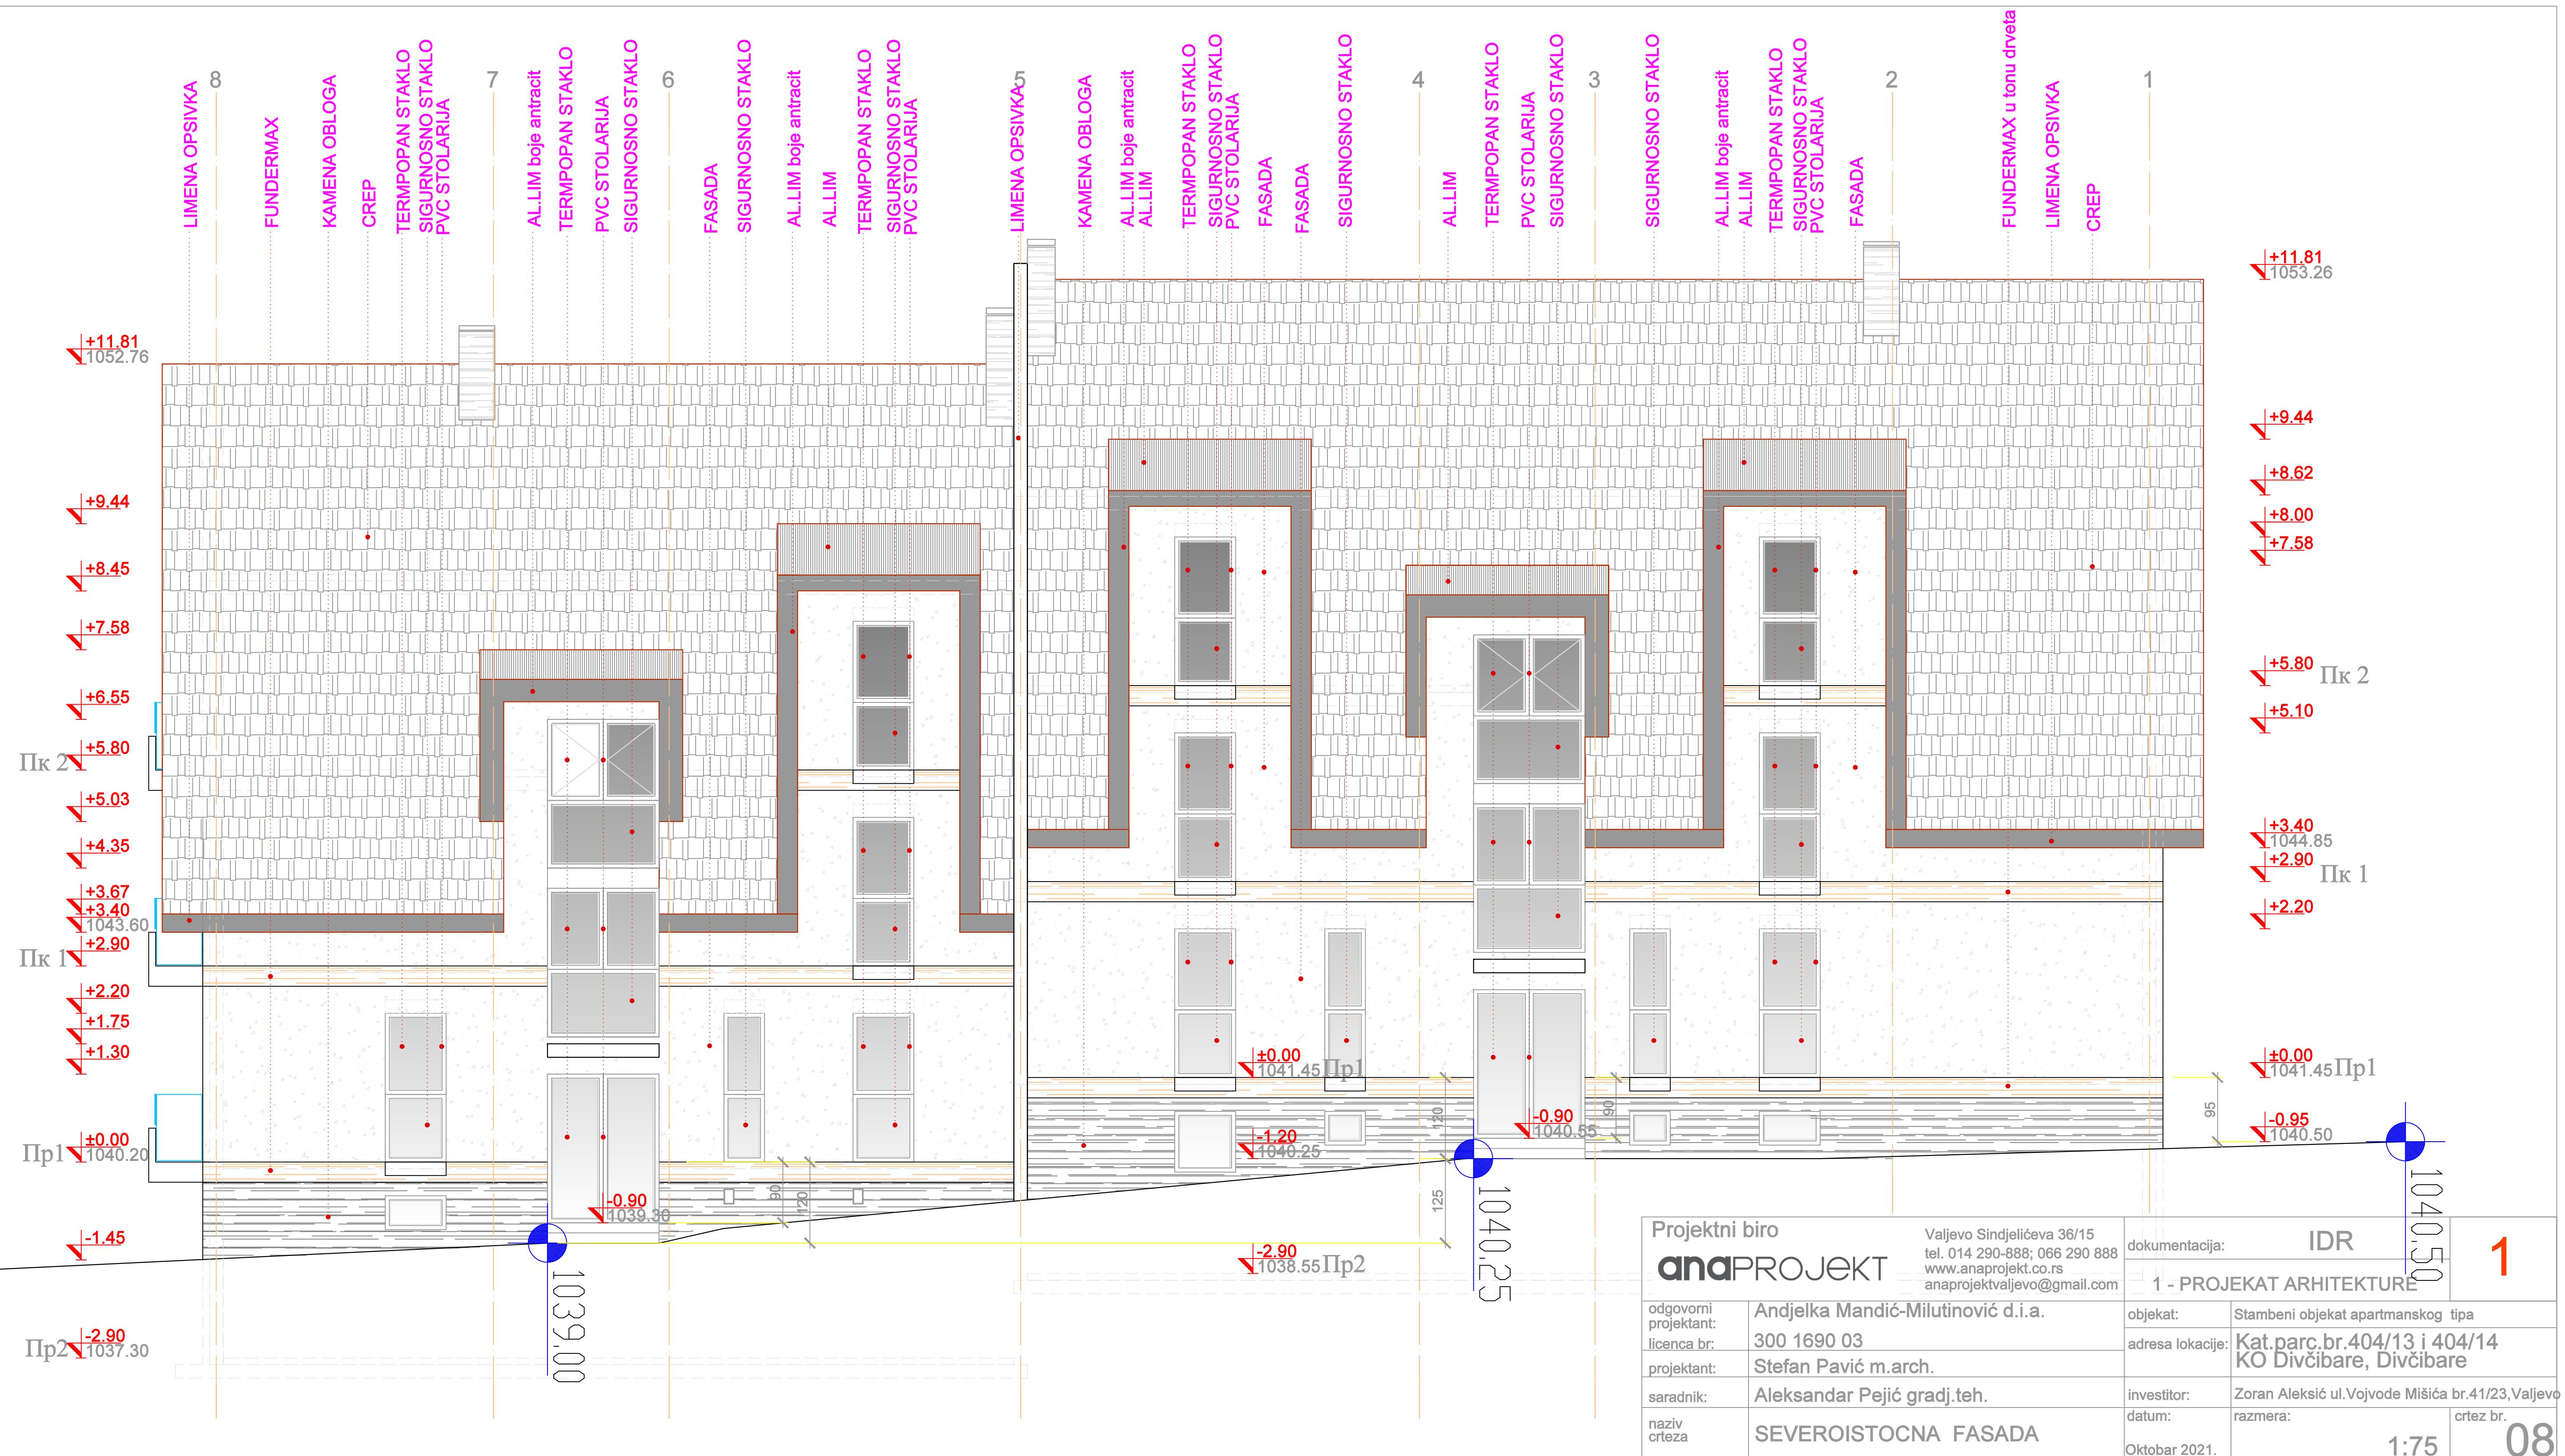 8
7
6
5
4
3
2
1
LIMENA OPSIVKA
FUNDERMAX
KAMENA OBLOGA
CREP
TERMPOPAN STAKLO
SIGURNOSNO STAKLO
PVC STOLARIJA
AL.LIM boje antracit
TERMPOPAN STAKLO
PVC STOLARIJA
SIGURNOSNO STAKLO
FASADA
SIGURNOSNO STAKLO
AL.LIM boje antracit
AL.LIM
TERMPOPAN STAKLO
SIGURNOSNO STAKLO
PVC STOLARIJA
LIMENA OPSIVKA
KAMENA OBLOGA
AL.LIM boje antracit
AL.LIM
TERMPOPAN STAKLO
SIGURNOSNO STAKLO
PVC STOLARIJA
FASADA
FASADA
SIGURNOSNO STAKLO
AL.LIM
TERMPOPAN STAKLO
PVC STOLARIJA
SIGURNOSNO STAKLO
SIGURNOSNO STAKLO
AL.LIM boje antracit
AL.LIM
TERMPOPAN STAKLO
SIGURNOSNO STAKLO
PVC STOLARIJA
FASADA
FUNDERMAX u tonu drveta
LIMENA OPSIVKA
CREP
+11.81
1052.76
+9.44
+8.45
+7.58
+6.55
Пк 2
+5.80
+5.03
+4.35
+3.67
+3.40
1043.60
Пк 1
+2.90
+2.20
+1.75
+1.30
Пр1
±0.00
1040.20
-1.45
Пр2
-2.90
1037.30
-0.90
1039.30
90
120
1039.00
±0.00
1041.45 Пр1
-1.20
1040.25
-2.90
1038.55 Пр2
120
125
-0.90
1040.55
90
1040.25
+11.81
1053.26
+9.44
+8.62
+8.00
+7.58
+5.80
Пк 2
+5.10
+3.40
1044.85
+2.90
Пк 1
+2.20
±0.00
1041.45 Пр1
95
-0.95
1040.50
1040.50
Projektni biro
anaPROJEKT
Valjevo Sindjelićeva 36/15
tel. 014 290-888; 066 290 888
www.anaprojekt.co.rs
anaprojektvaljevo@gmail.com
dokumentacija:
IDR
1 - PROJEKAT ARHITEKTURE
1
odgovorni projektant:
Andjelka Mandić-Milutinović d.i.a.
licenca br:
300 1690 03
projektant:
Stefan Pavić m.arch.
saradnik:
Aleksandar Pejić gradj.teh.
naziv crteza
SEVEROISTOCNA FASADA
objekat:
Stambeni objekat apartmanskog tipa
adresa lokacije:
Kat.parc.br.404/13 i 404/14
KO Divčibare, Divčibare
investitor:
Zoran Aleksić ul.Vojvode Mišića br.41/23,Valjevo
datum:
Oktobar 2021.
razmera:
1:75
crtez br.
08